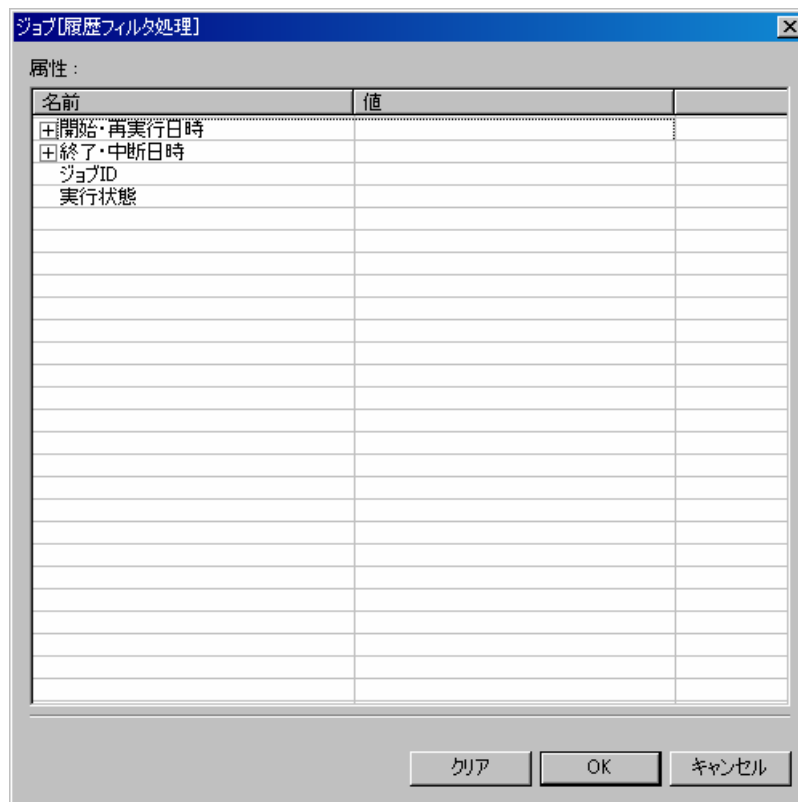 ジョブ[履歴フィルタ処理]
属性：
名前 値
開始・再実行日時
終了・中断日時
ジョブID
実行状態
クリア OK キャンセル